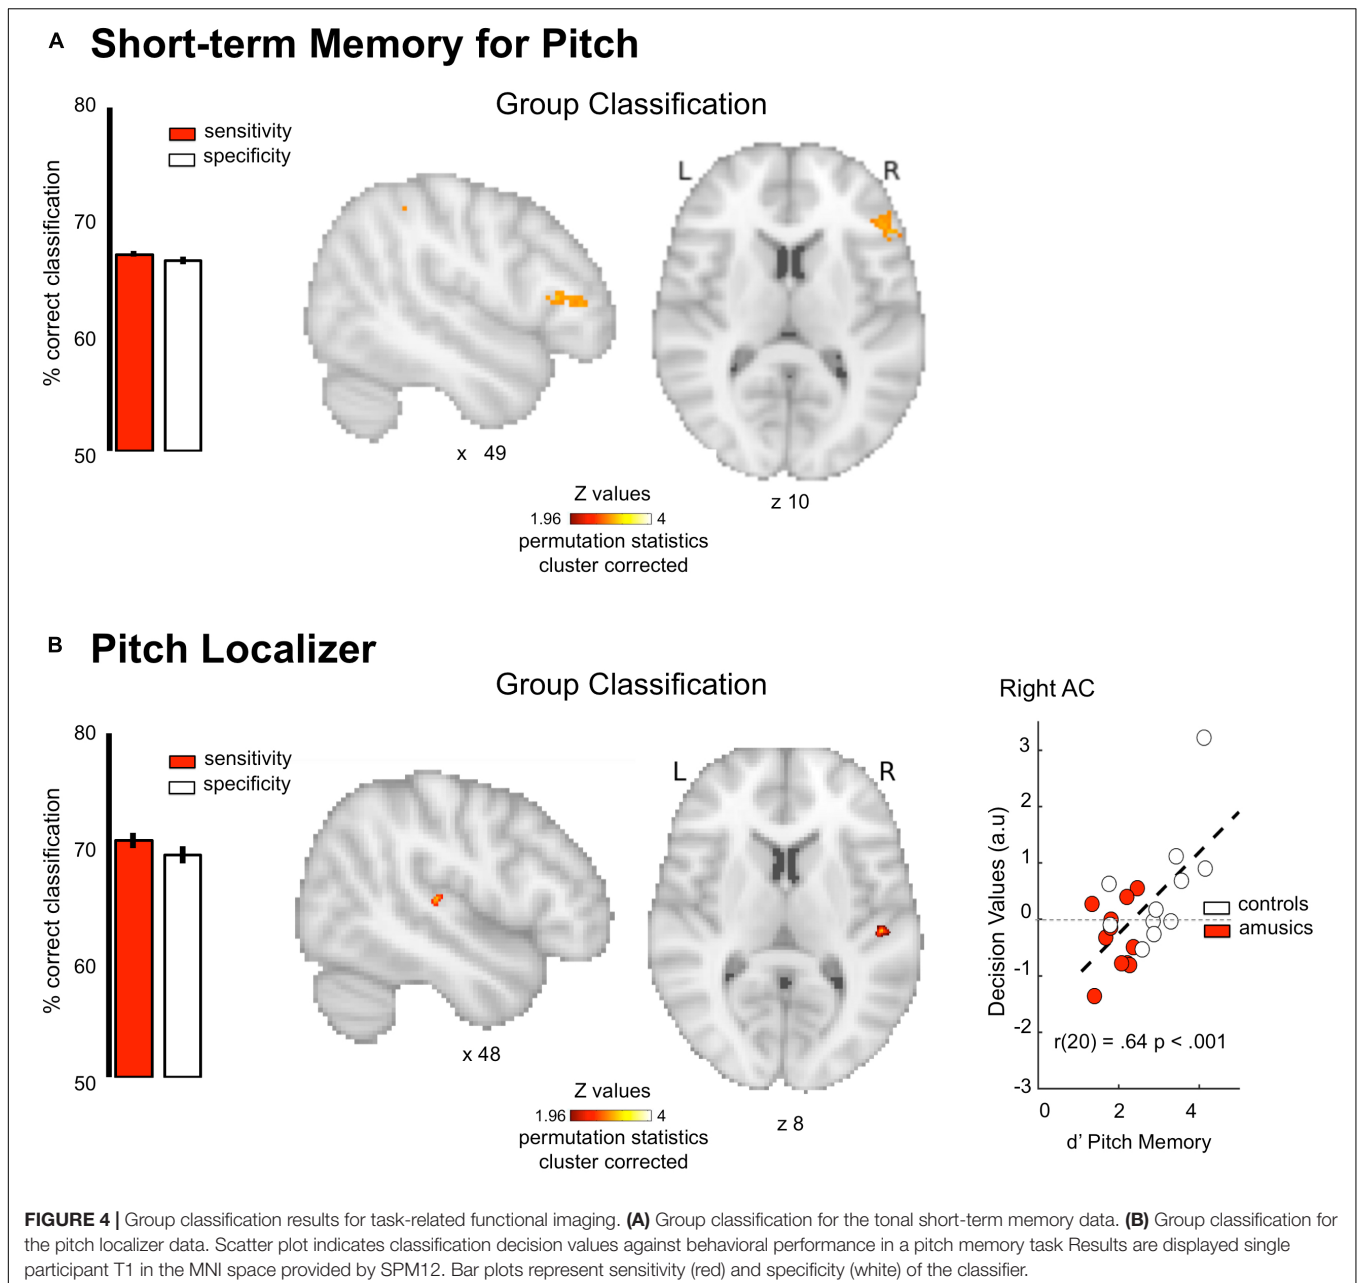 A Short-term Memory for Pitch
Group Classification
80
70
60
50
% correct classification
sensitivity
specificity
L R
x 49
z 10
Z values
1.96 4
permutation statistics
cluster corrected
B Pitch Localizer
Group Classification
80
70
60
50
% correct classification
sensitivity
specificity
L R
x 48
z 8
Z values
1.96 4
permutation statistics
cluster corrected
Right AC
Decision Values (a.u)
3
2
1
0
-1
-2
-3
controls
amusics
r(20) = .64 p < .001
0 2 4
d’ Pitch Memory
FIGURE 4 | Group classification results for task-related functional imaging. (A) Group classification for the tonal short-term memory data. (B) Group classification for
the pitch localizer data. Scatter plot indicates classification decision values against behavioral performance in a pitch memory task Results are displayed single
participant T1 in the MNI space provided by SPM12. Bar plots represent sensitivity (red) and specificity (white) of the classifier.